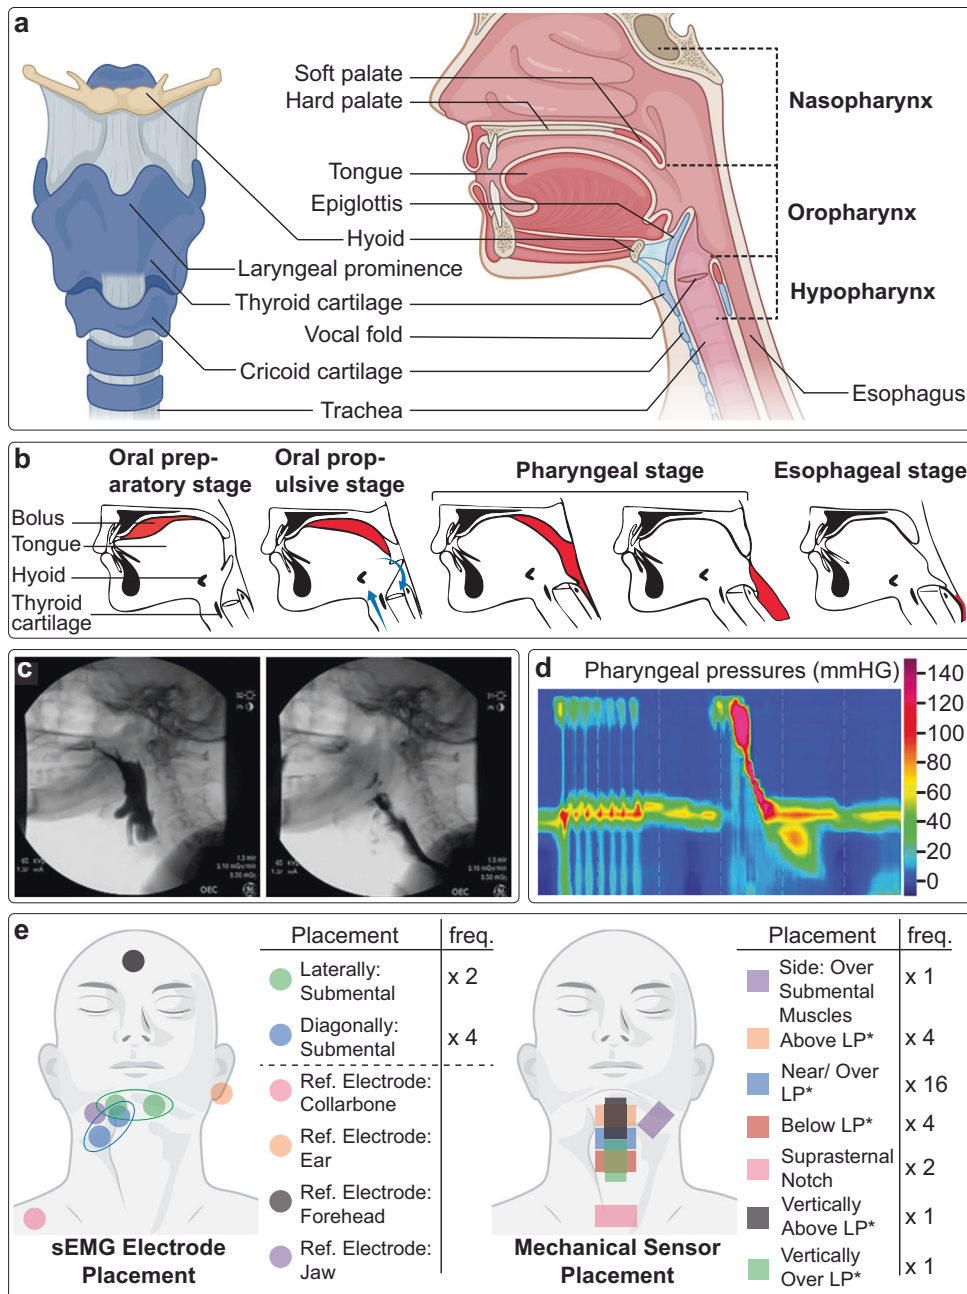 a
Soft palate
Hard palate
Nasopharynx
Tongue
Epiglottis
Oropharynx
Hyoid
Laryngeal prominence
Thyroid cartilage
Hypopharynx
Vocal fold
Cricoid cartilage
Esophagus
Trachea
b
Oral prep-
aratory stage
Oral prop-
ulsive stage
Pharyngeal stage
Esophageal stage
Bolus
Tongue
Hyoid
Thyroid
cartilage
c
OEC
OEC
d
Pharyngeal pressures (mmHG)
140
120
100
80
60
40
20
0
e
Placement freq.
Laterally: x 2
Submental
Diagonally: x 4
Submental
Ref. Electrode:
Collarbone
Ref. Electrode:
Ear
Ref. Electrode:
Forehead
Ref. Electrode:
Jaw
sEMG Electrode
Placement
Placement freq.
Side: Over x 1
Submental
Muscles
Above LP* x 4
Near/ Over x 16
LP*
Below LP* x 4
Suprasternal x 2
Notch
Vertically x 1
Above LP*
Vertically x 1
Over LP*
Mechanical Sensor
Placement